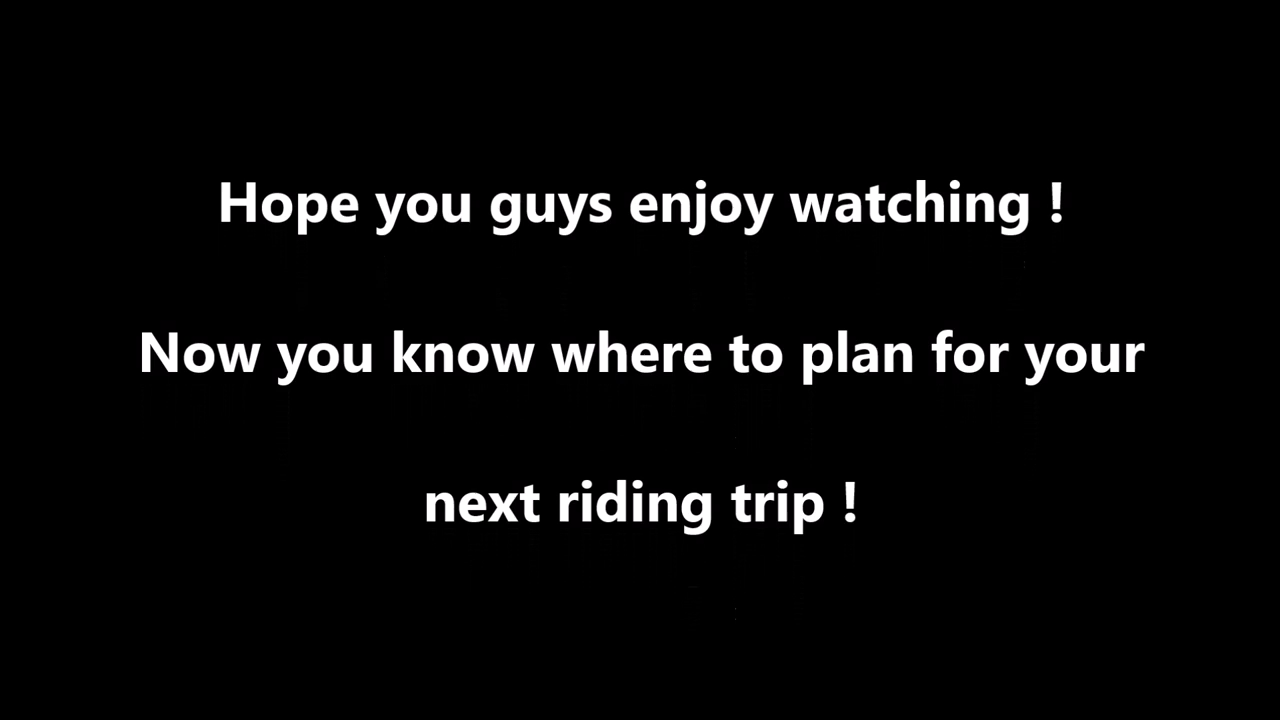 Hope you guys enjoy watching !
Now you know where to plan for your
next riding trip !